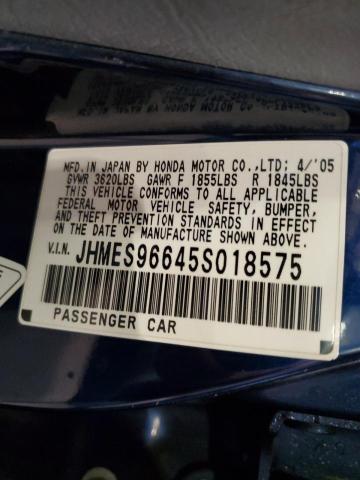 MFD.IN JAPAN BY HONDA MOTOR CO.,LTD; 4/'05
GVWR 3620LBS GAWR F 1855LBS R 1845LBS
THIS VEHICLE CONFORMS TO ALL APPLICABLE
FEDERAL MOTOR VEHICLE SAFETY, BUMPER,
AND THEFT PREVENTION STANDARDS IN EFFECT
ON THE DATE OF MANUFACTURE SHOWN ABOVE.
V.I.N. JHMES96645S018575
PASSENGER CAR